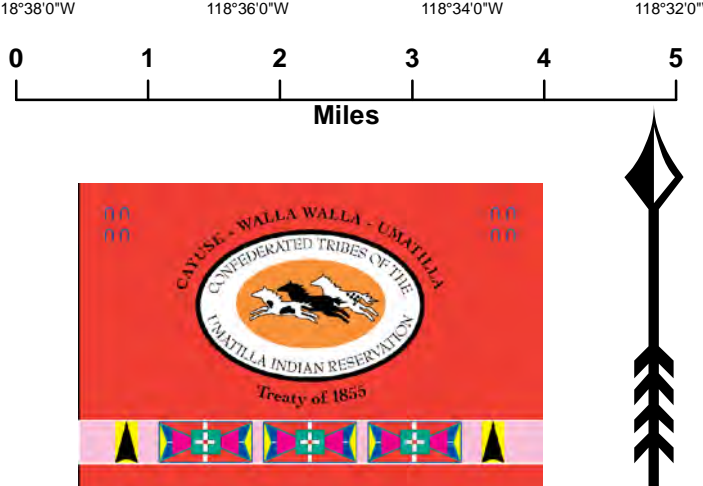 18°38'0"W 118°36'0"W 118°34'0"W 118°32'0"
0 1 2 3 4 5
Miles
CAYUSE - WALLA WALLA - UMATILLA
CONFEDERATED TRIBES OF THE
UMATILLA INDIAN RESERVATION
Treaty of 1855